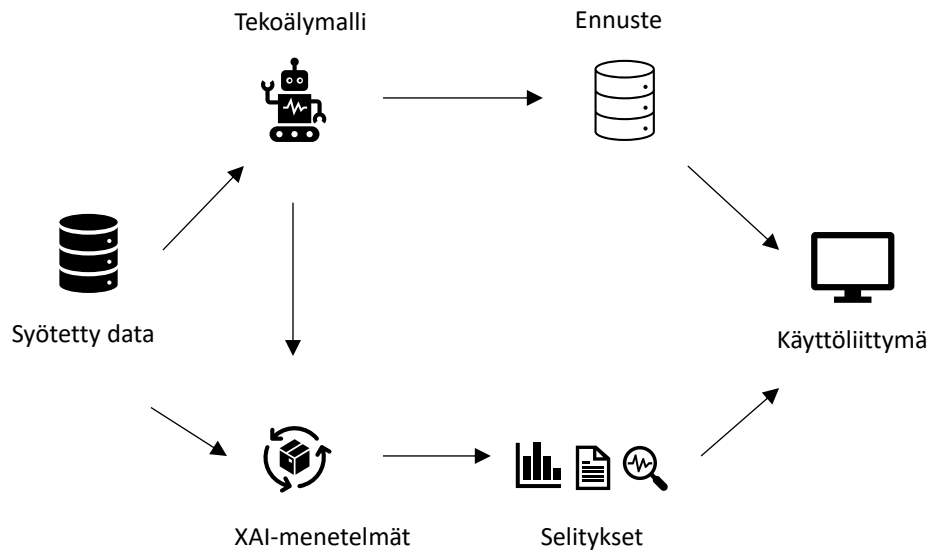 Tekoälymalli
Ennuste
Syötetty data
Käyttöliittymä
XAI-menetelmät
Selitykset